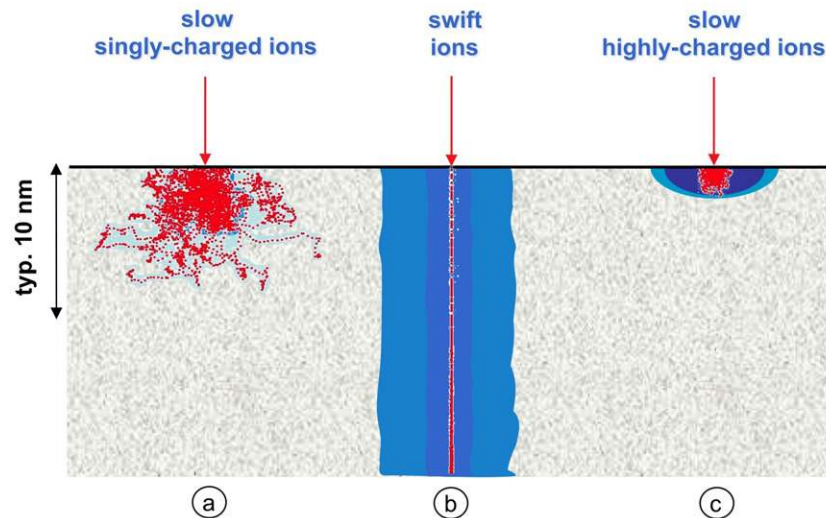 slow
singly-charged ions
swift
ions
slow
highly-charged ions
typ. 10 nm
a
b
c